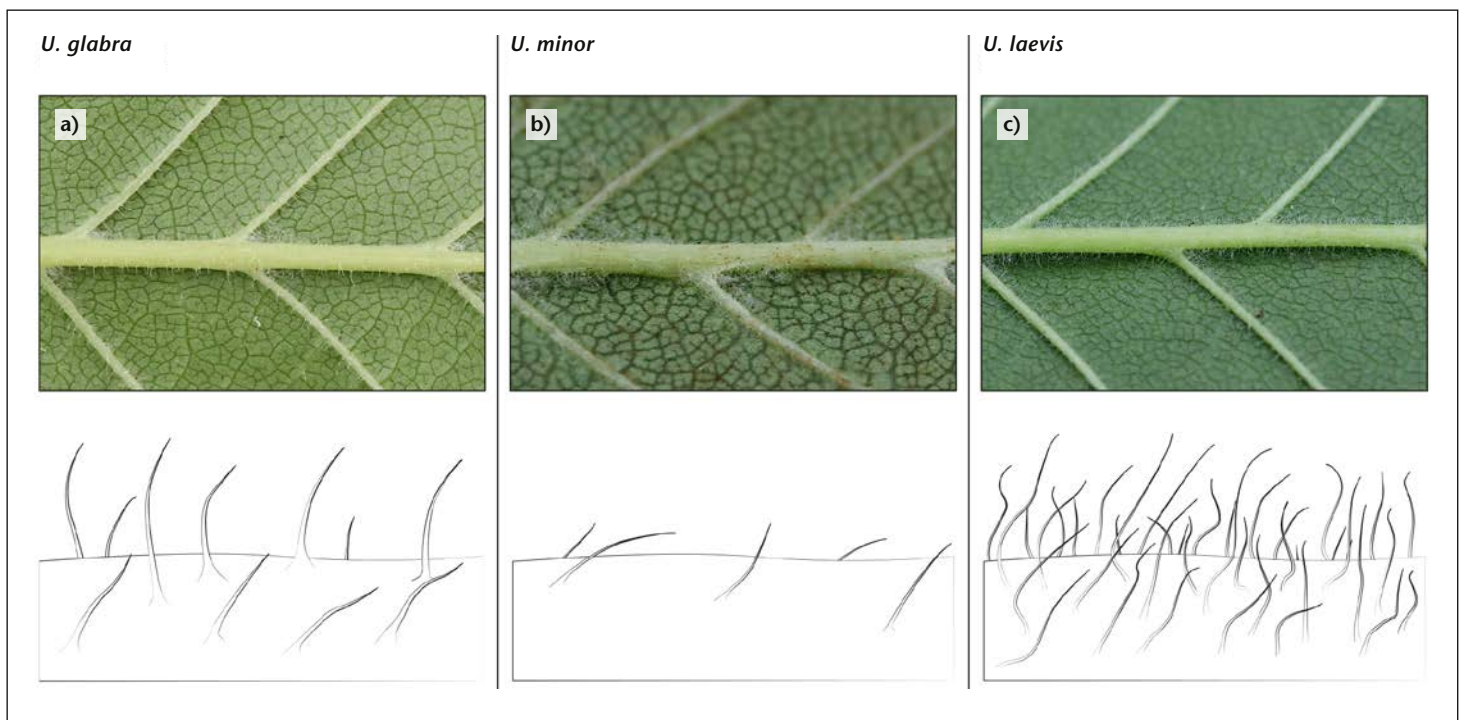 U. glabra
U. minor
U. laevis
a)
b)
c)